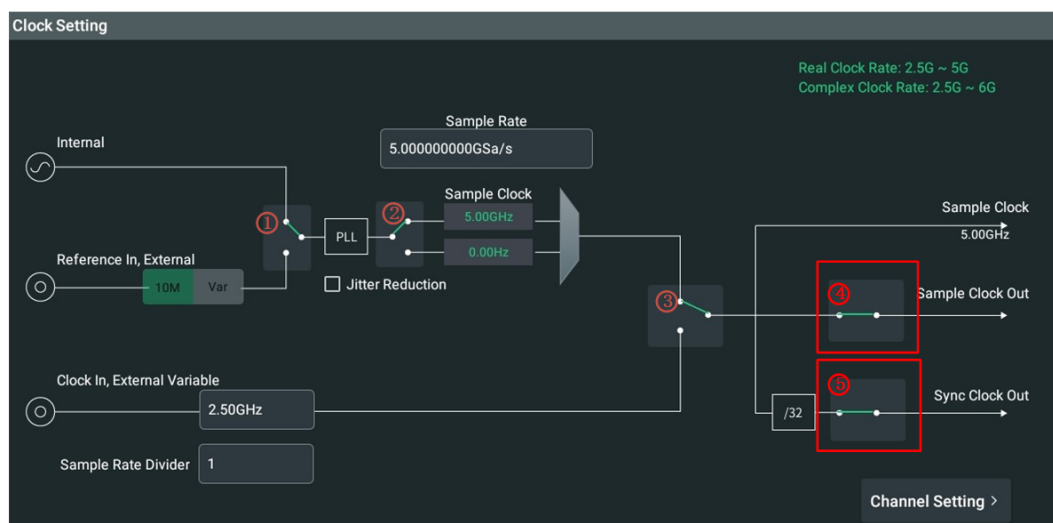 Clock Setting
Real Clock Rate: 2.5G ~ 5G
Complex Clock Rate: 2.5G ~ 6G
Sample Rate
5.000000000GSa/s
Internal
Sample Clock
①
②
5.00GHz
PLL
0.00Hz
Sample Clock
5.00GHz
Reference In, External
10M
Var
Jitter Reduction
③
④
Sample Clock Out
Clock In, External Variable
2.50GHz
⑤
Sync Clock Out
/32
Sample Rate Divider
1
Channel Setting >